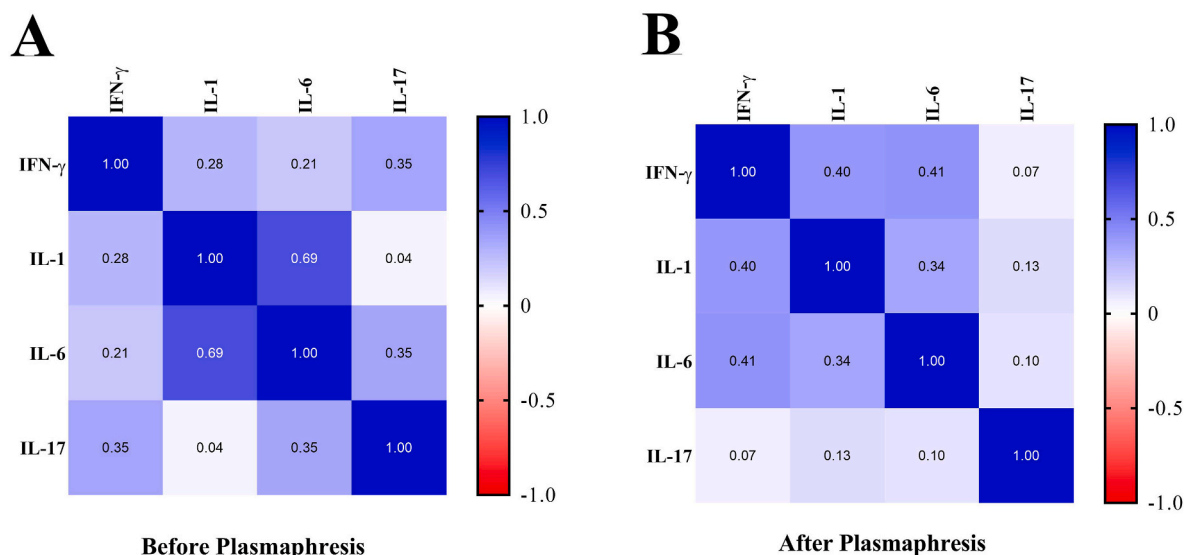 A
IFN-γ IL-1 IL-6 IL-17
IFN-γ 1.00 0.28 0.21 0.35
IL-1 0.28 1.00 0.69 0.04
IL-6 0.21 0.69 1.00 0.35
IL-17 0.35 0.04 0.35 1.00
1.0
0.5
0
-0.5
-1.0
Before Plasmaphresis
B
IFN-γ IL-1 IL-6 IL-17
IFN-γ 1.00 0.40 0.41 0.07
IL-1 0.40 1.00 0.34 0.13
IL-6 0.41 0.34 1.00 0.10
IL-17 0.07 0.13 0.10 1.00
1.0
0.5
0
-0.5
-1.0
After Plasmaphresis